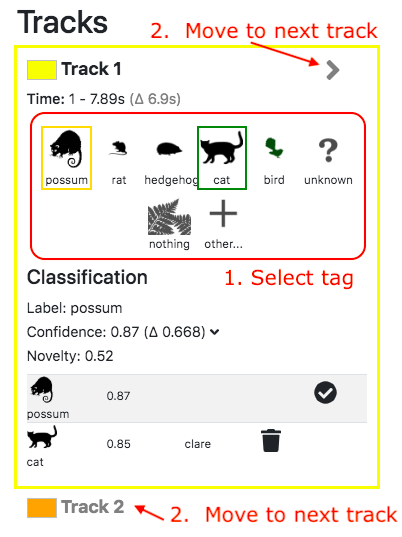 Tracks
2. Move to next track
Track 1
Time: 1 - 7.89s (Δ 6.9s)
possum rat hedgehog cat bird unknown
nothing other...
Classification
1. Select tag
Label: possum
Confidence: 0.87 (Δ 0.668)
Novelty: 0.52
possum 0.87
cat 0.85 clare
Track 2
2. Move to next track